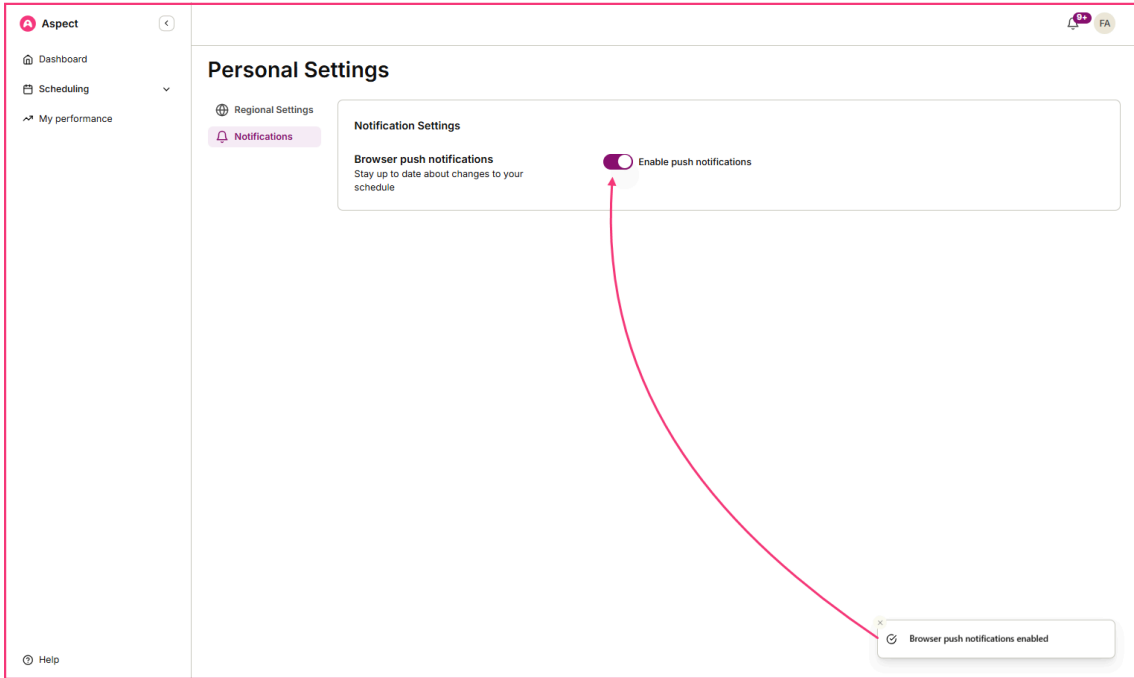 Aspect
9+
FA
Dashboard
Scheduling
My performance
Personal Settings
Regional Settings
Notifications
Notification Settings
Browser push notifications
Stay up to date about changes to your
schedule
Enable push notifications
Browser push notifications enabled
Help